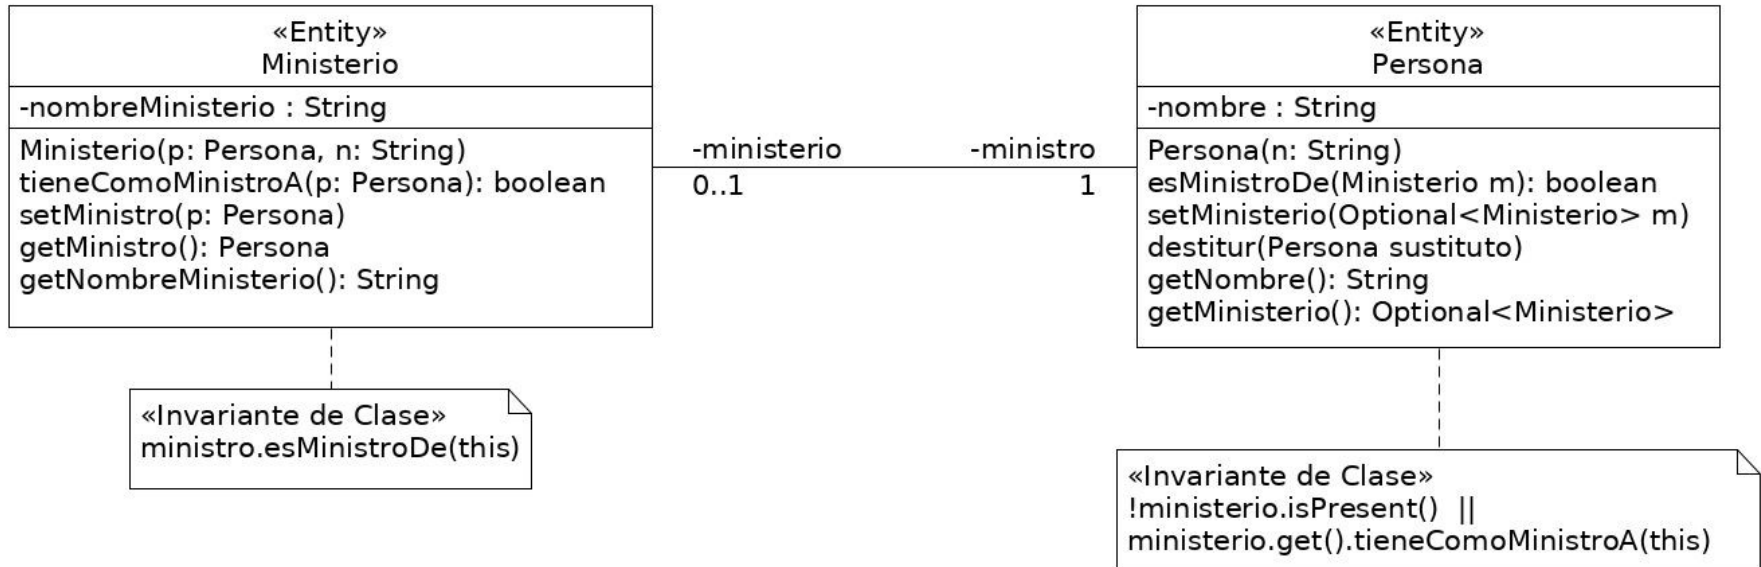 «Entity»
Ministerio
-nombreMinisterio : String
Ministerio(p: Persona, n: String)
tieneComoMinistroA(p: Persona): boolean
setMinistro(p: Persona)
getMinistro(): Persona
getNombreMinisterio(): String
«Invariante de Clase»
ministro.esMinistroDe(this)
-ministerio
0..1
-ministro
1
«Entity»
Persona
-nombre : String
Persona(n: String)
esMinistroDe(Ministerio m): boolean
setMinisterio(Optional<Ministerio> m)
destitur(Persona sustituto)
getNombre(): String
getMinisterio(): Optional<Ministerio>
«Invariante de Clase»
!ministerio.isPresent() ||
ministerio.get().tieneComoMinistroA(this)